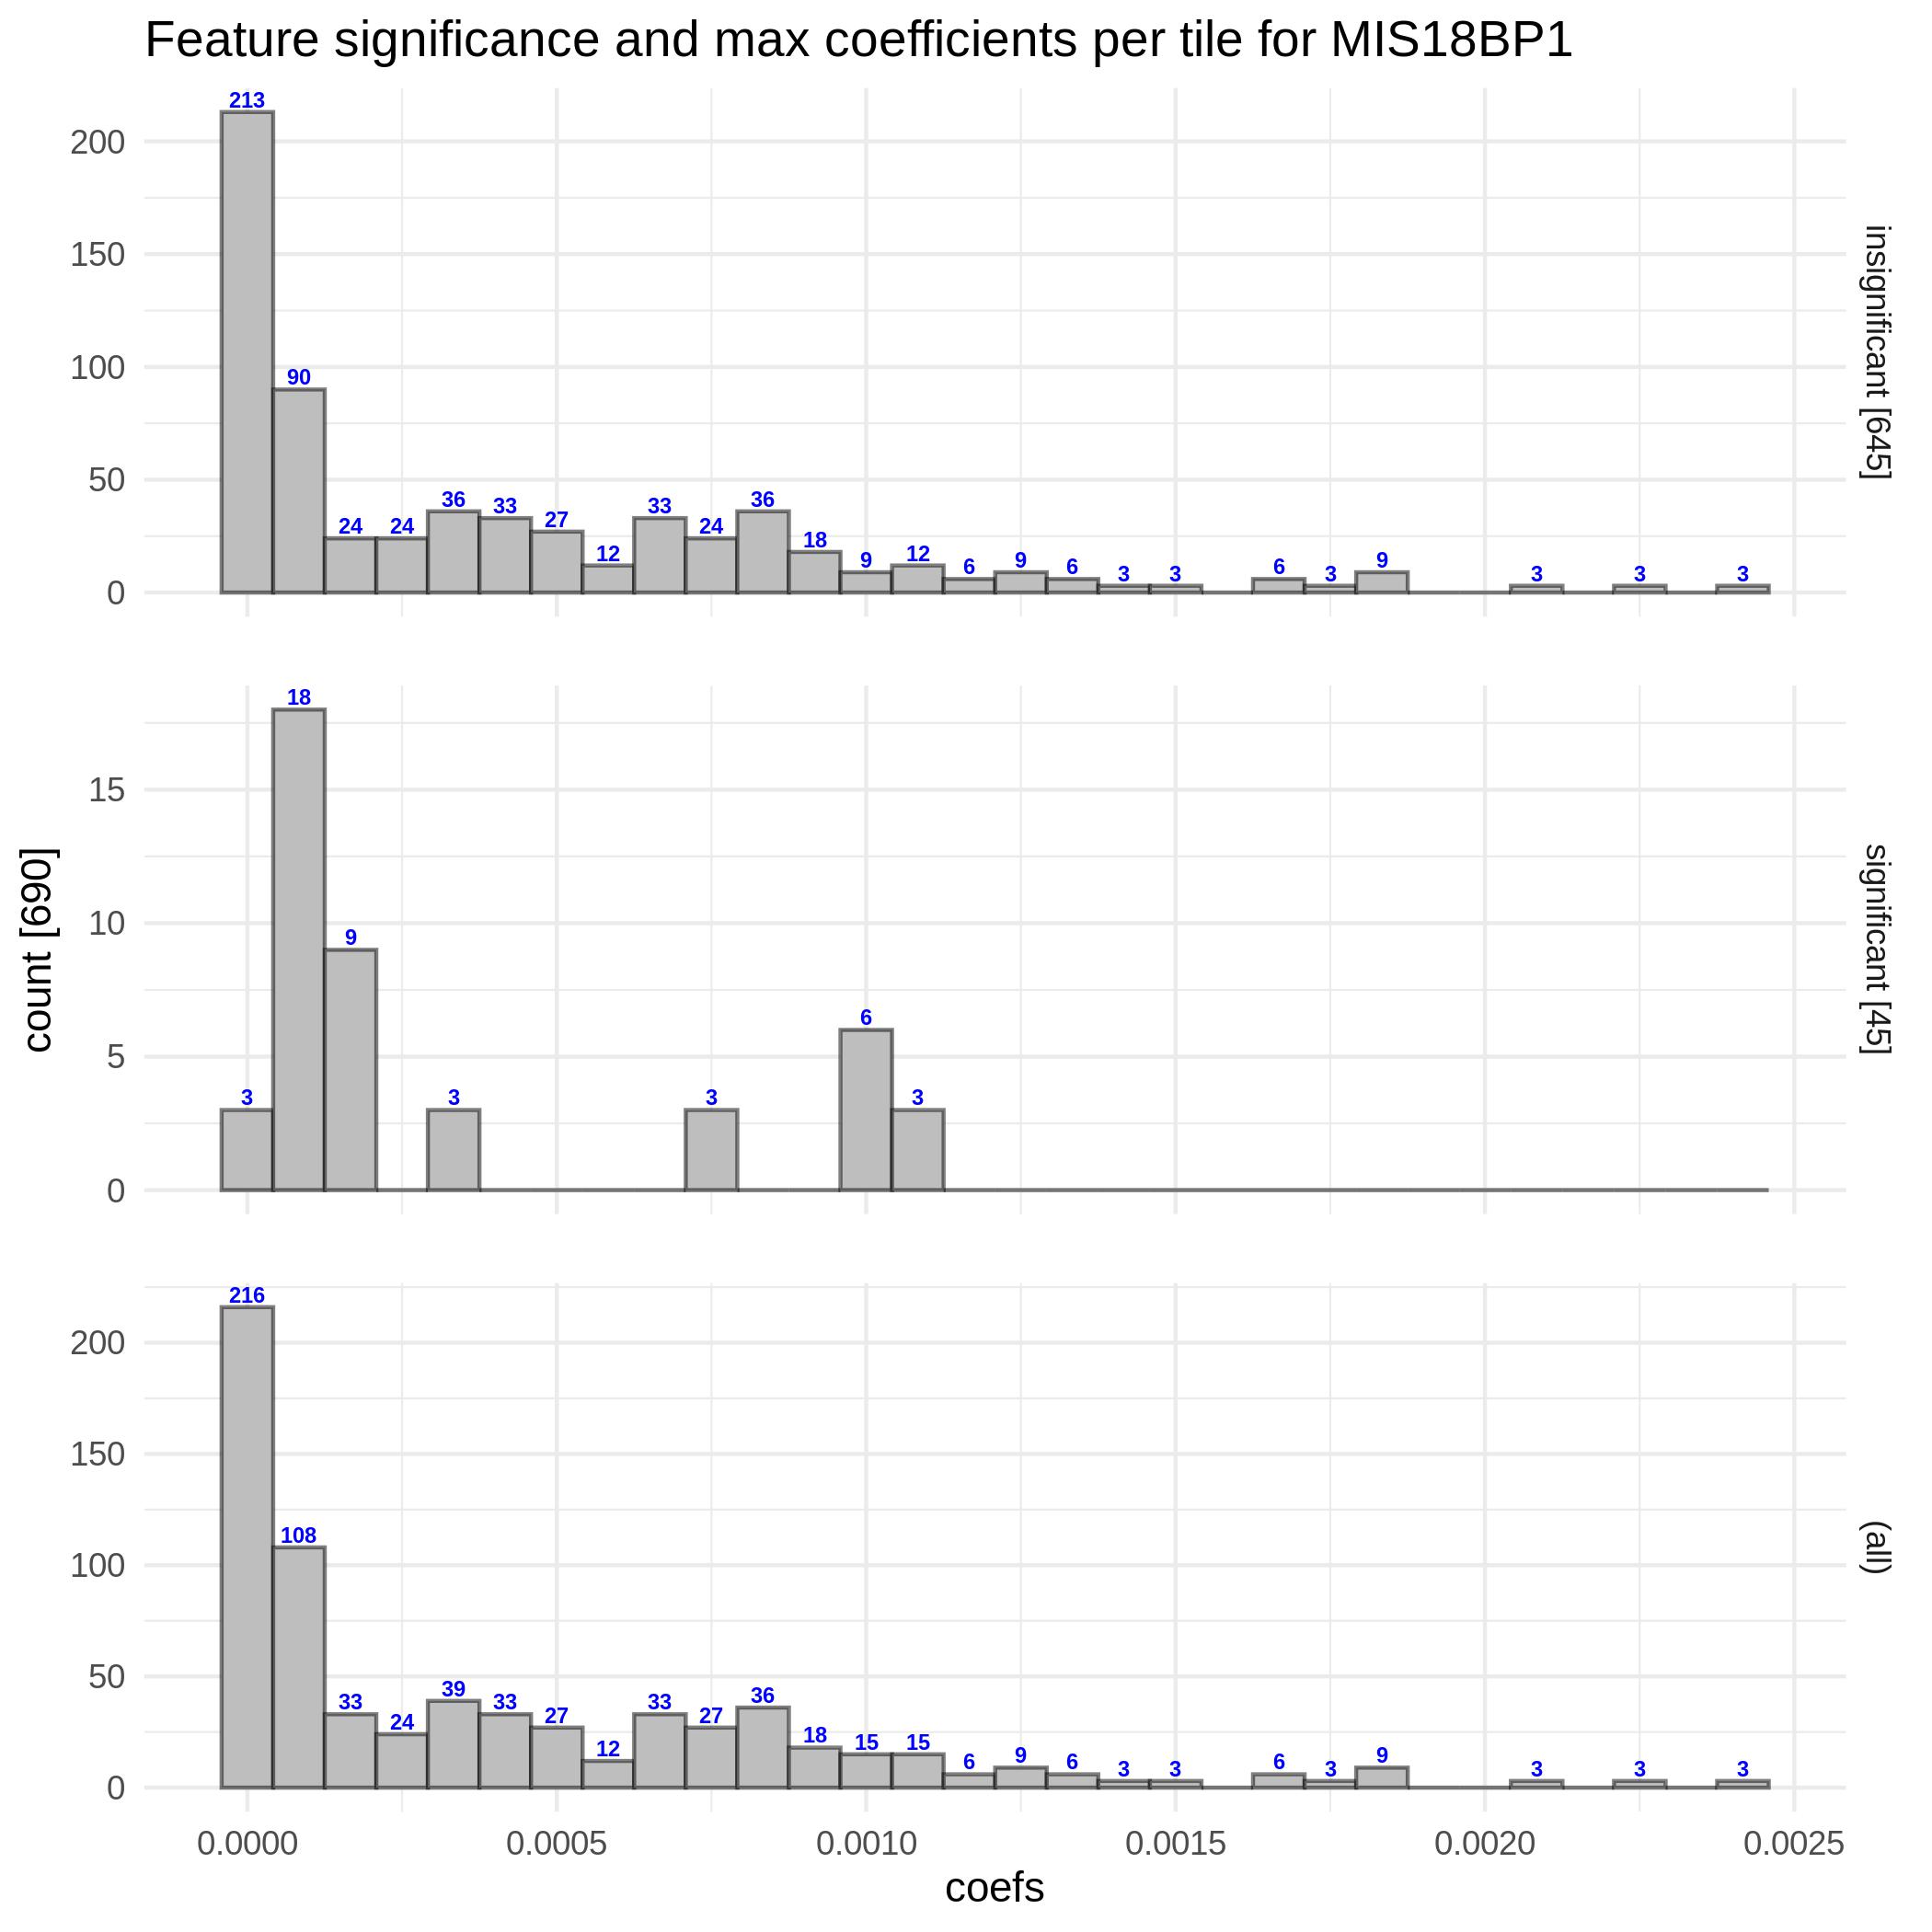 Feature significance and max coefficients per tile for MIS18BP1
213
200
150
100
90
50
24 24 36 33 27 12 33 24 36 18 9 12 6 9 6 3 3 6 3 9 3 3 3
0
insignificant [645]
18
15
10
9
6
5
3 3 3 3
0
significant [45]
count [690]
216
200
150
108
100
50
33 24 39 33 27 12 33 27 36 18 15 15 6 9 6 3 3 6 3 9 3 3 3
0
(all)
0.0000 0.0005 0.0010 0.0015 0.0020 0.0025
coefs